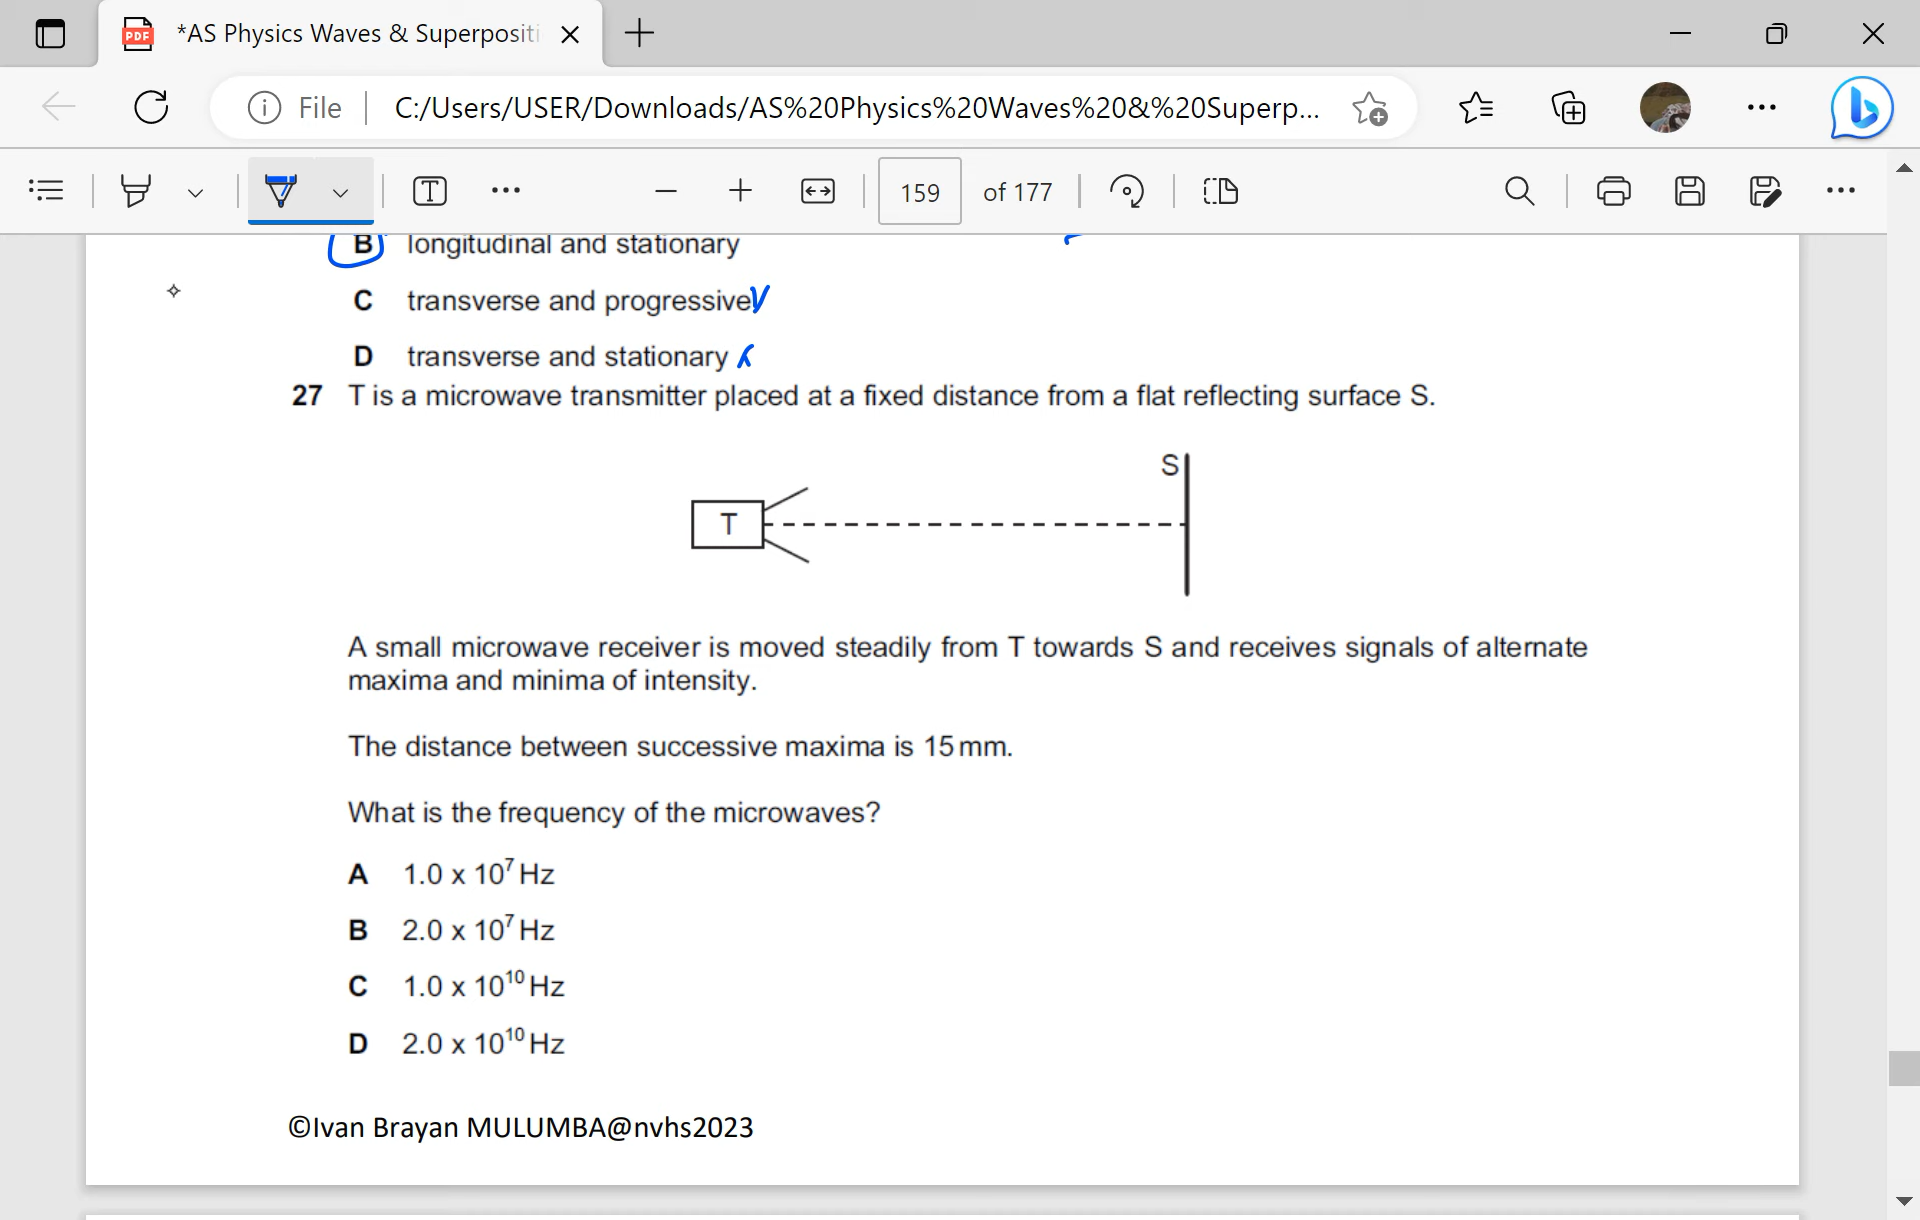 *AS Physics Waves & Superpositi
File
C:/Users/USER/Downloads/AS%20Physics%20Waves%20&%20Superp...
159 of 177
B longitudinal and stationary
C transverse and progressive
D transverse and stationary
27 T is a microwave transmitter placed at a fixed distance from a flat reflecting surface S.
S
T
A small microwave receiver is moved steadily from T towards S and receives signals of alternate
maxima and minima of intensity.
The distance between successive maxima is 15 mm.
What is the frequency of the microwaves?
A 1.0 x 10⁷ Hz
B 2.0 x 10⁷ Hz
C 1.0 x 10¹⁰ Hz
D 2.0 x 10¹⁰ Hz
©Ivan Brayan MULUMBA@nvhs2023